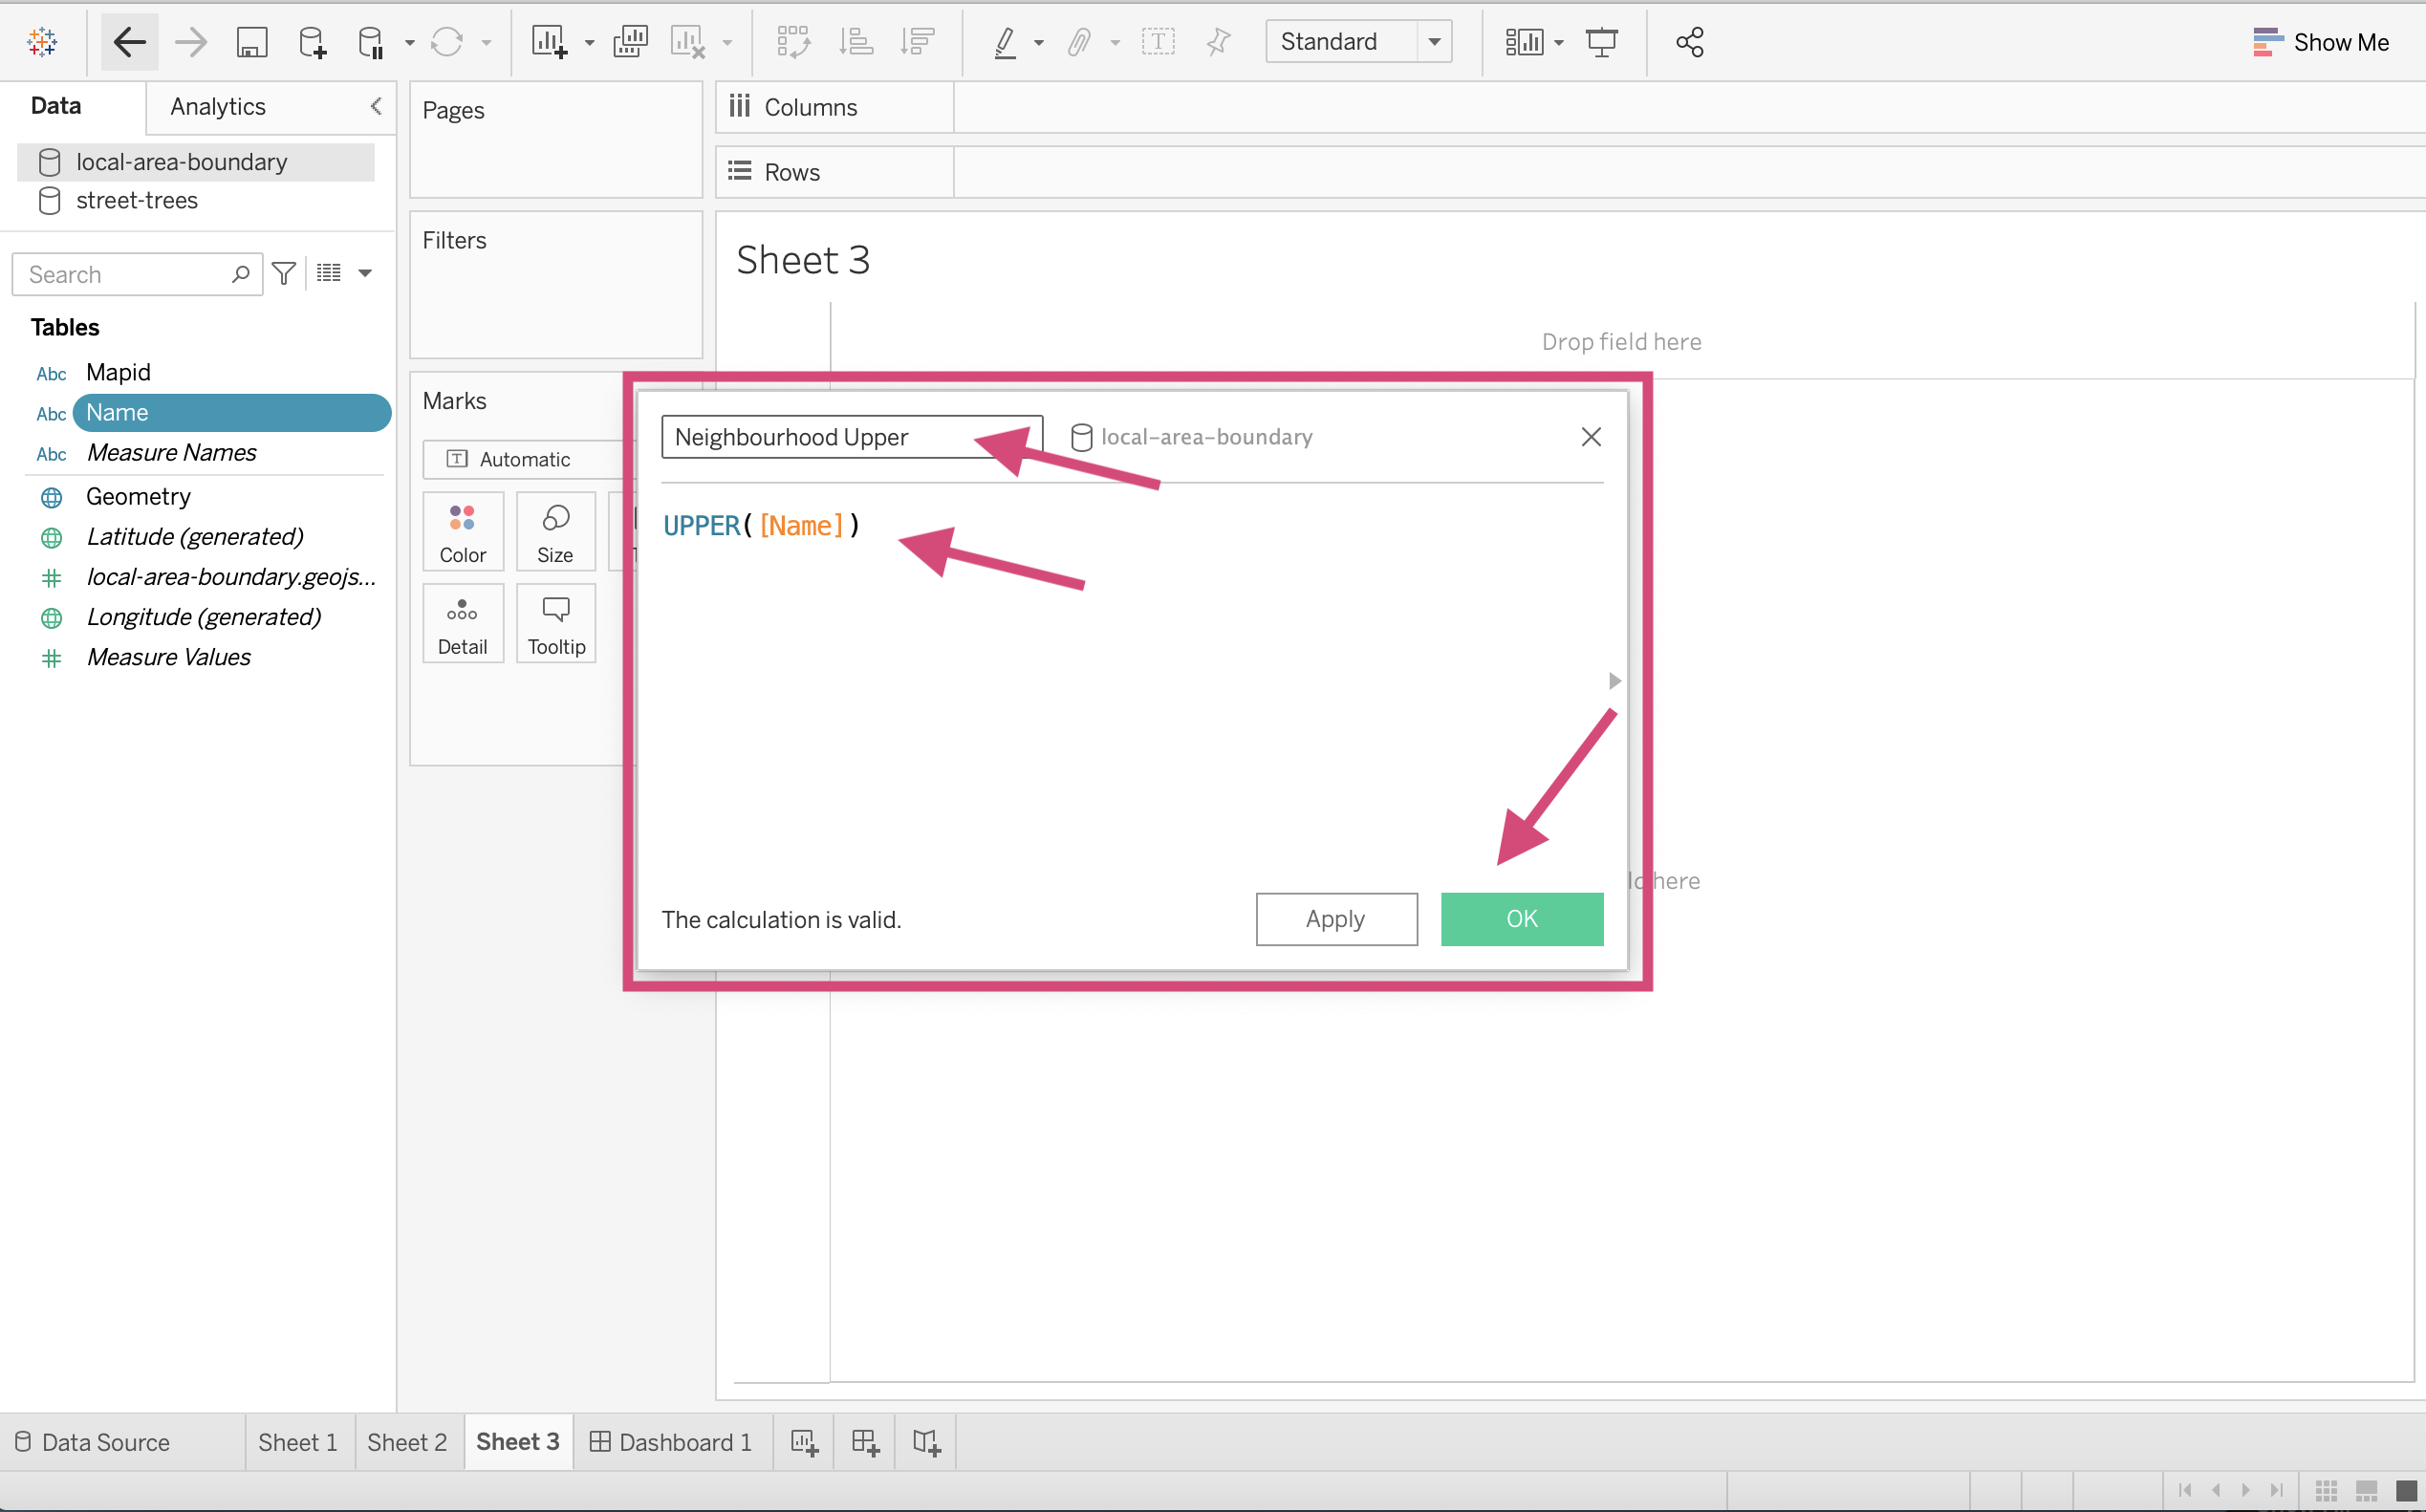 Standard
Show Me
Data
Analytics
local-area-boundary
street-trees
Search
Tables
Abc Mapid
Abc Name
Abc Measure Names
Geometry
Latitude (generated)
local-area-boundary.geojs...
Longitude (generated)
Measure Values
Pages
Filters
Marks
Automatic
Color
Size
Detail
Tooltip
Columns
Rows
Sheet 3
Drop field here
Neighbourhood Upper
local-area-boundary
UPPER([Name])
The calculation is valid.
Apply
OK
here
Data Source
Sheet 1
Sheet 2
Sheet 3
Dashboard 1